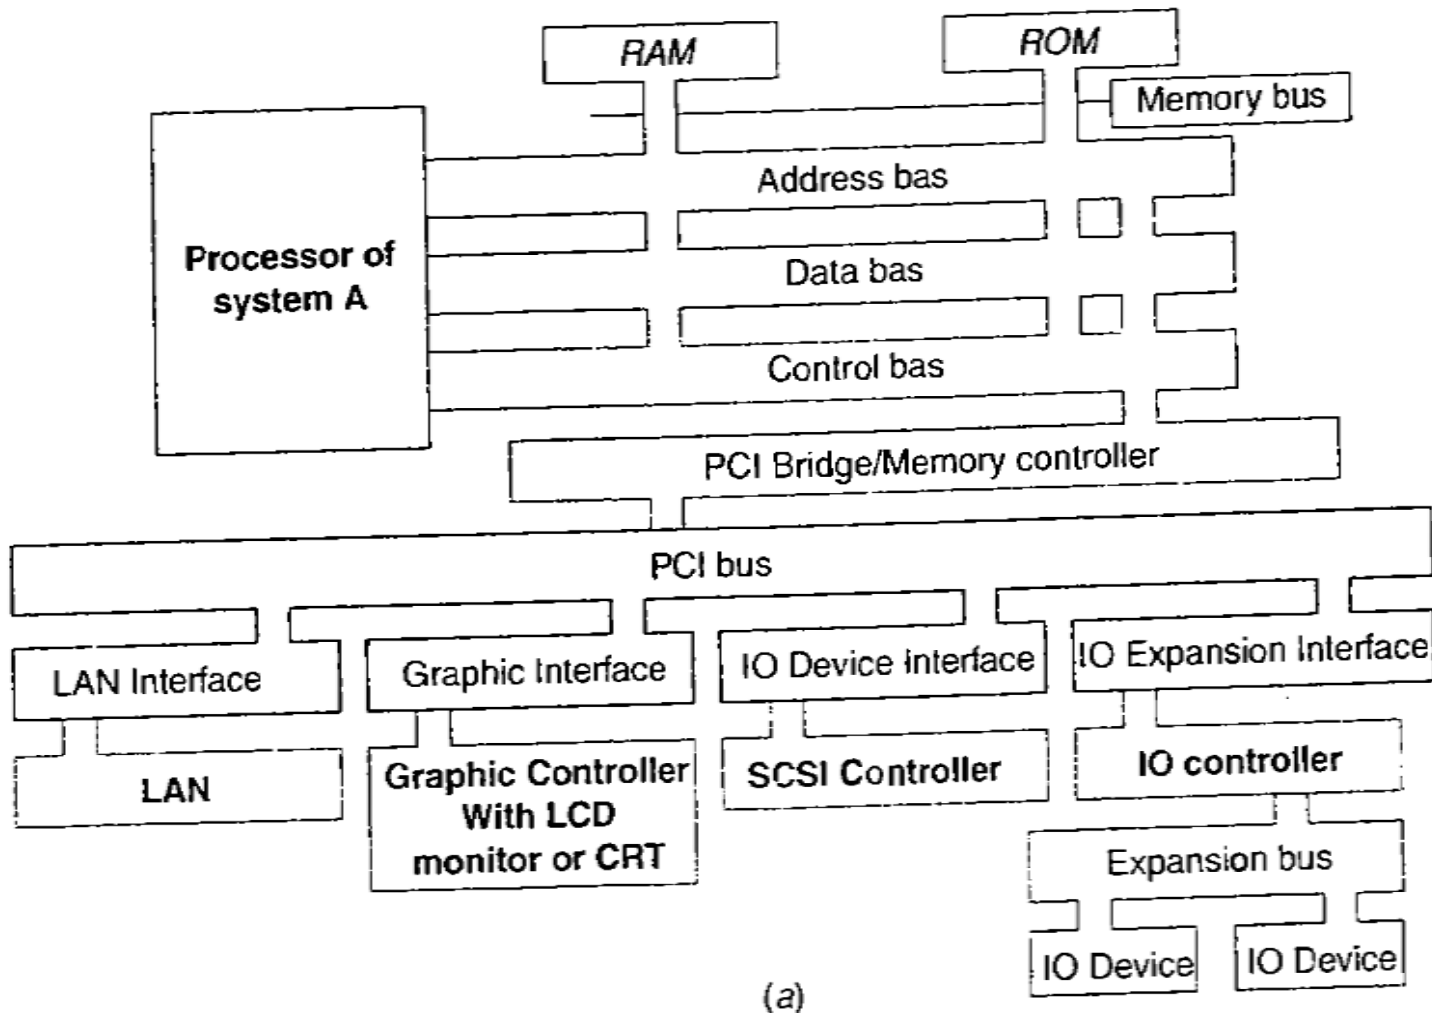 RAM
ROM
Memory bus
Address bas
Processor of
system A
Data bas
Control bas
PCI Bridge/Memory controller
PCI bus
LAN Interface
Graphic Interface
IO Device Interface
IO Expansion Interface
LAN
Graphic Controller
With LCD
monitor or CRT
SCSI Controller
IO controller
Expansion bus
IO Device
IO Device
(a)